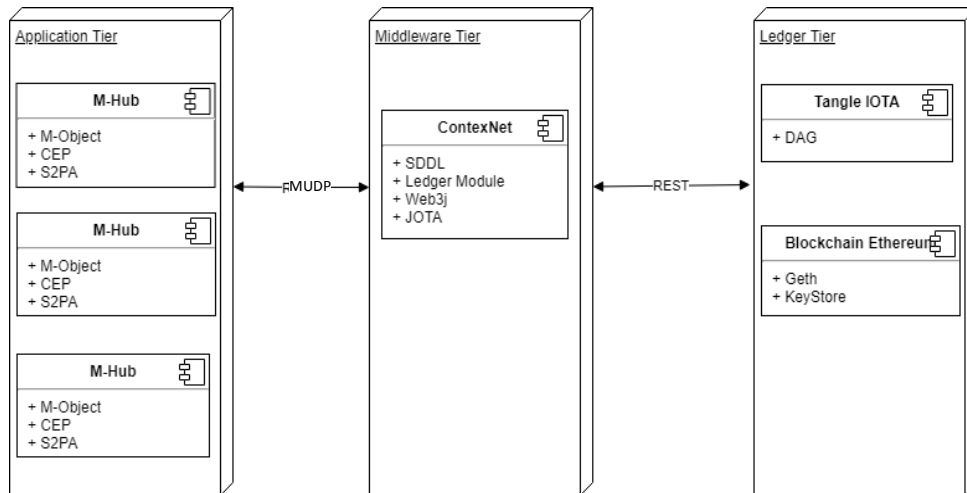 Application Tier
M-Hub
+ M-Object
+ CEP
+ S2PA
M-Hub
+ M-Object
+ CEP
+ S2PA
M-Hub
+ M-Object
+ CEP
+ S2PA
MUDP
Middleware Tier
ContexNet
+ SDDL
+ Ledger Module
+ Web3j
+ JOTA
REST
Ledger Tier
Tangle IOTA
+ DAG
Blockchain Ethereum
+ Geth
+ KeyStore